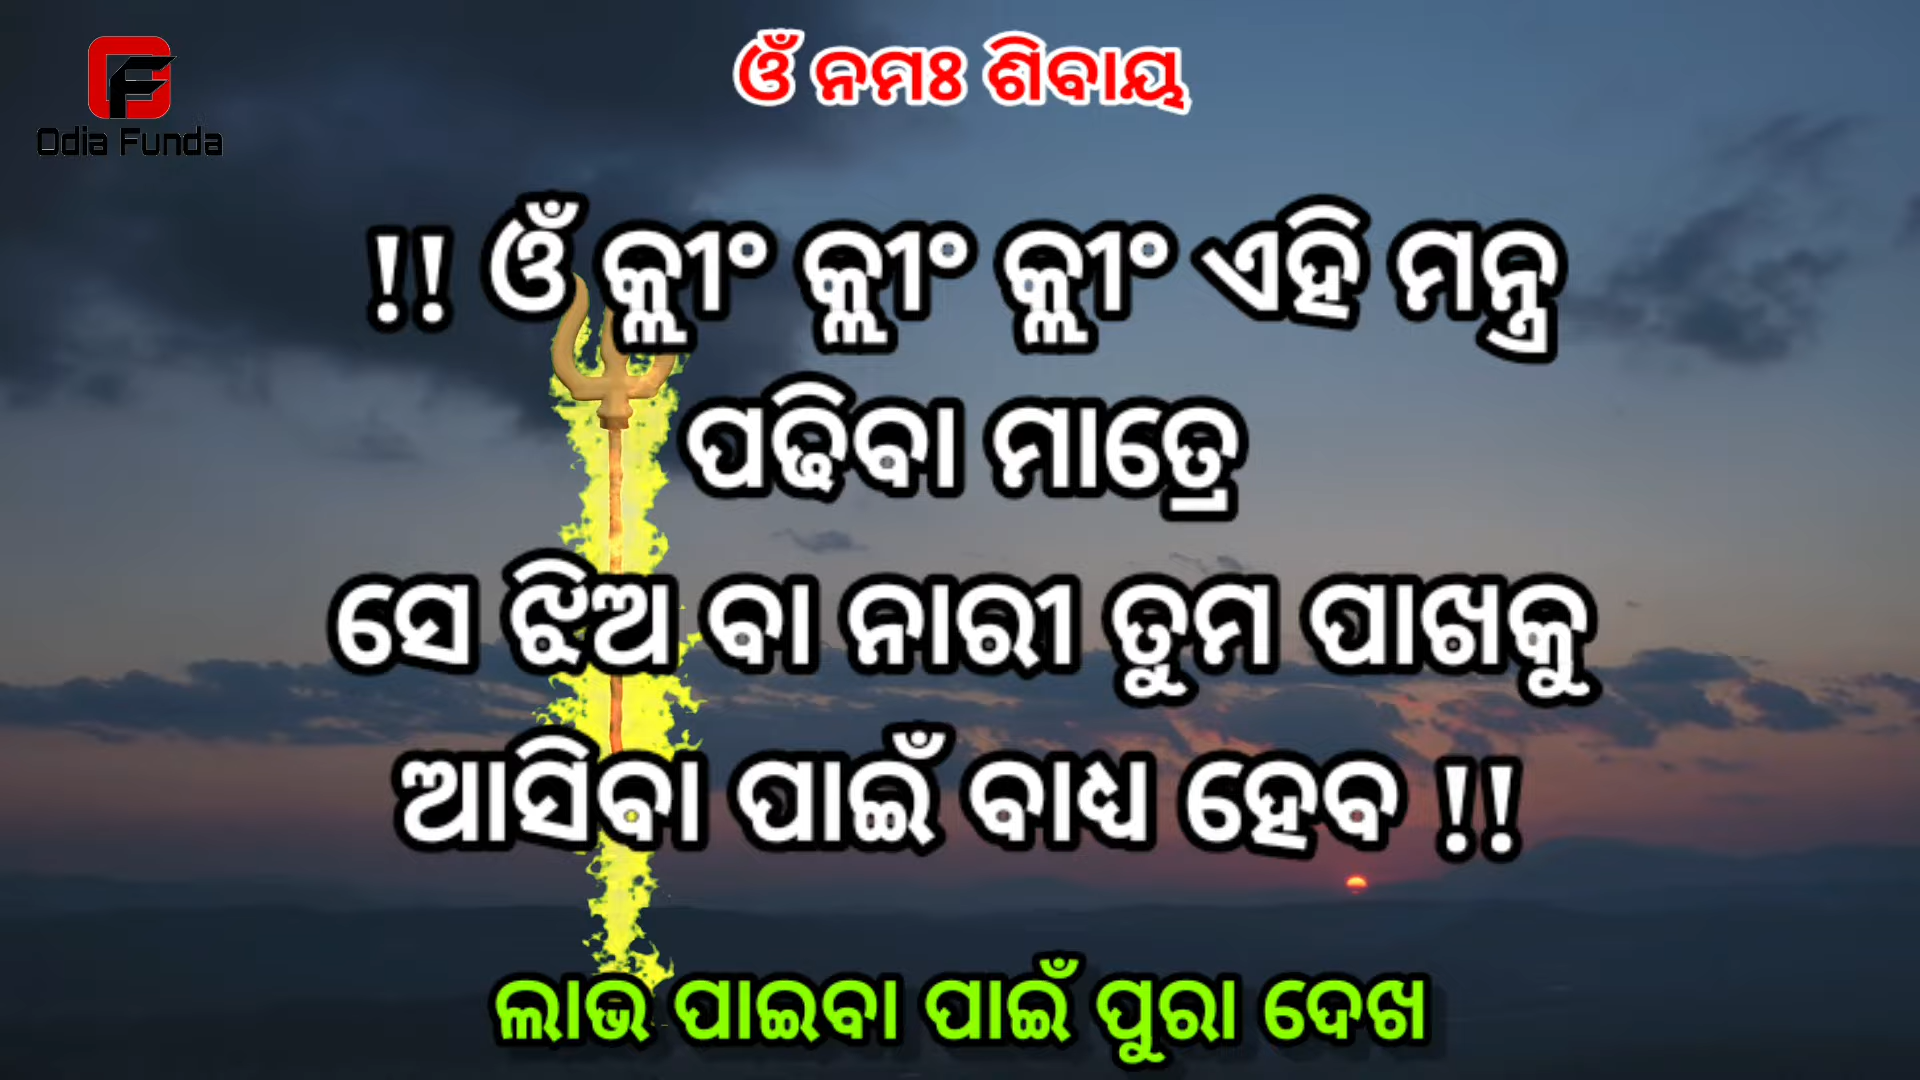 Odia Funda
ଓଁ ନମଃ ଶିବାୟ
!! ଓଁ କ୍ଲୀଂ କ୍ଲୀଂ କ୍ଲୀଂ ଏହି ମନ୍ତ୍ର
ପଢିବା ମାତ୍ରେ
ସେ ଝିଅ ବା ନାରୀ ତୁମ ପାଖକୁ
ଆସିବା ପାଇଁ ବାଧ୍ୟ ହେବ !!
ଲାଭ ପାଇବା ପାଇଁ ପୁରା ଦେଖ